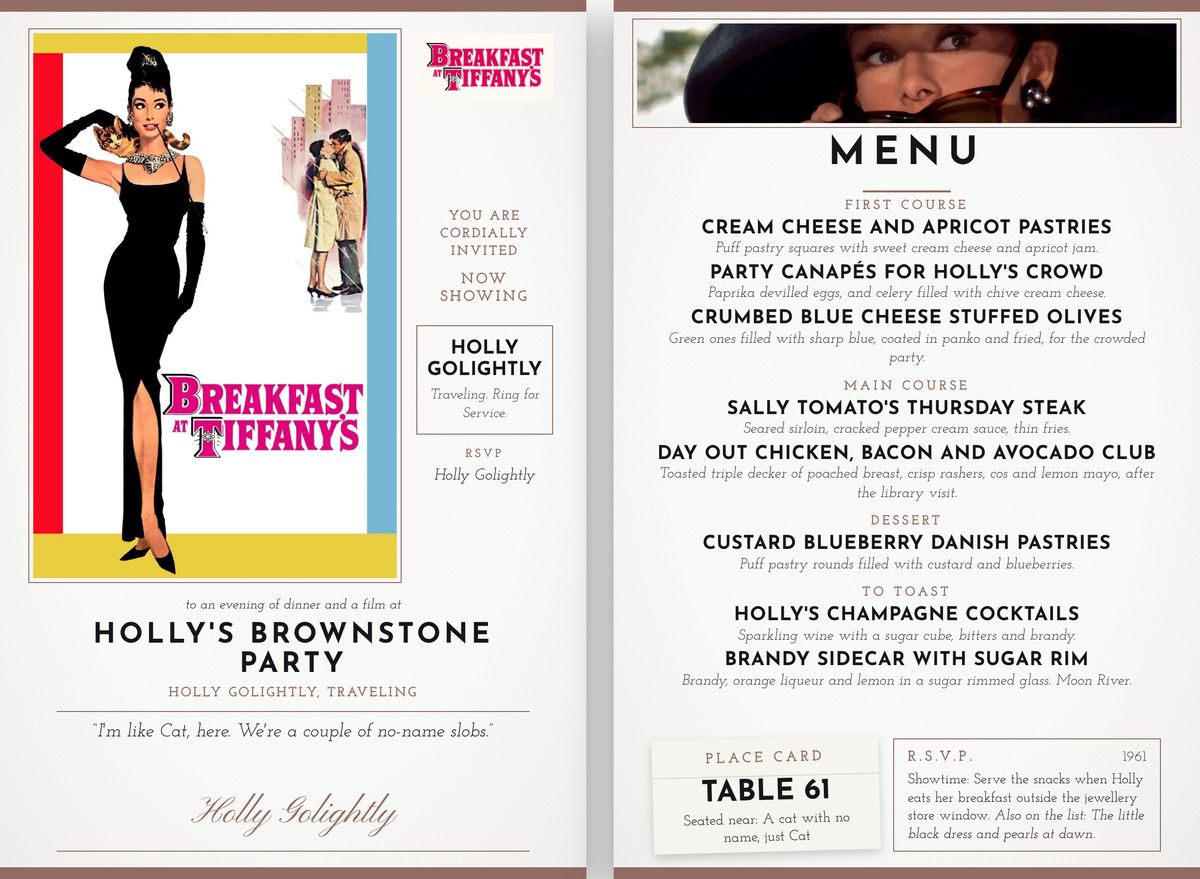 BREAKFAST
AT TIFFANY'S
BREAKFAST
AT TIFFANY'S
YOU ARE
CORDIALLY
INVITED
NOW
SHOWING
HOLLY
GOLIGHTLY
Traveling. Ring for
Service.
RSVP
Holly Golightly
to an evening of dinner and a film at
HOLLY'S BROWNSTONE
PARTY
HOLLY GOLIGHTLY, TRAVELING
"I'm like Cat, here. We're a couple of no-name slobs."
Holly Golightly
MENU
FIRST COURSE
CREAM CHEESE AND APRICOT PASTRIES
Puff pastry squares with sweet cream cheese and apricot jam.
PARTY CANAPÉS FOR HOLLY'S CROWD
Paprika devilled eggs, and celery filled with chive cream cheese.
CRUMBED BLUE CHEESE STUFFED OLIVES
Green ones filled with sharp blue, coated in panko and fried, for the crowded
party.
MAIN COURSE
SALLY TOMATO'S THURSDAY STEAK
Seared sirloin, cracked pepper cream sauce, thin fries.
DAY OUT CHICKEN, BACON AND AVOCADO CLUB
Toasted triple decker of poached breast, crisp rashers, cos and lemon mayo, after
the library visit.
DESSERT
CUSTARD BLUEBERRY DANISH PASTRIES
Puff pastry rounds filled with custard and blueberries.
TO TOAST
HOLLY'S CHAMPAGNE COCKTAILS
Sparkling wine with a sugar cube, bitters and brandy.
BRANDY SIDECAR WITH SUGAR RIM
Brandy, orange liqueur and lemon in a sugar rimmed glass. Moon River.
PLACE CARD
TABLE 61
Seated near: A cat with no
name, just Cat
R.S.V.P. 1961
Showtime: Serve the snacks when Holly
eats her breakfast outside the jewellery
store window. Also on the list: The little
black dress and pearls at dawn.